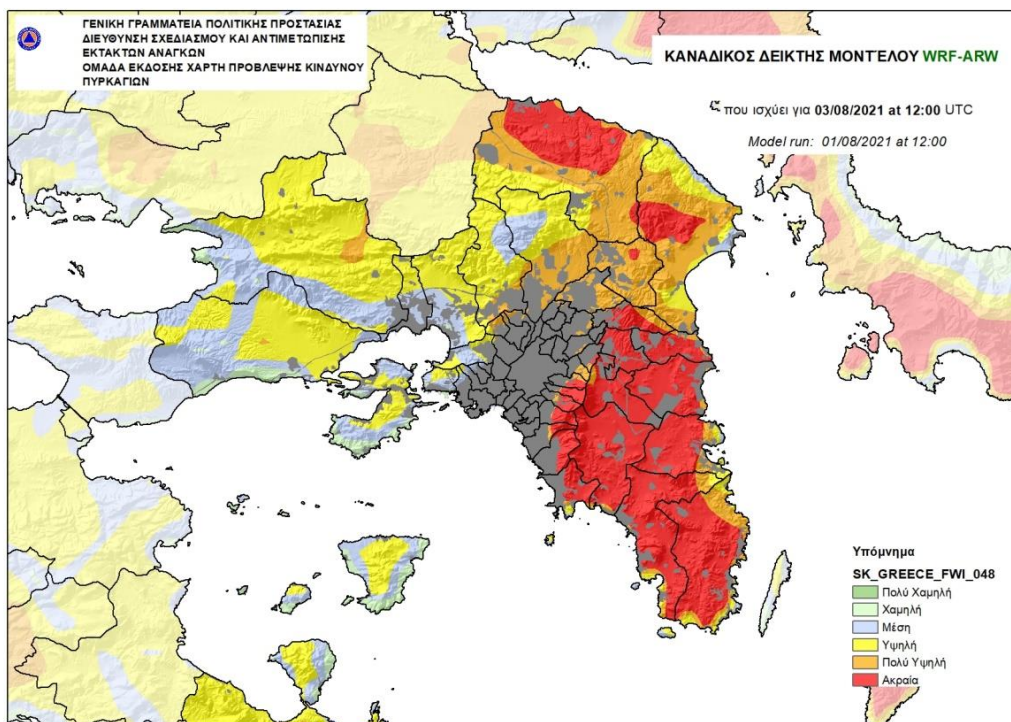 ΓΕΝΙΚΗ ΓΡΑΜΜΑΤΕΙΑ ΠΟΛΙΤΙΚΗΣ ΠΡΟΣΤΑΣΙΑΣ
ΔΙΕΥΘΥΝΣΗ ΣΧΕΔΙΑΣΜΟΥ ΚΑΙ ΑΝΤΙΜΕΤΩΠΙΣΗΣ
ΕΚΤΑΚΤΩΝ ΑΝΑΓΚΩΝ
ΟΜΑΔΑ ΕΚΔΟΣΗΣ ΧΑΡΤΗ ΠΡΟΒΛΕΨΗΣ ΚΙΝΔΥΝΟΥ
ΠΥΡΚΑΓΙΩΝ
ΚΑΝΑΔΙΚΟΣ ΔΕΙΚΤΗΣ ΜΟΝΤΈΛΟΥ WRF-ARW
που ισχύει για 03/08/2021 at 12:00 UTC
Model run: 01/08/2021 at 12:00
Υπόμνημα
SK_GREECE_FWI_048
Πολύ Χαμηλή
Χαμηλή
Μέση
Υψηλή
Πολύ Υψηλή
Ακραία